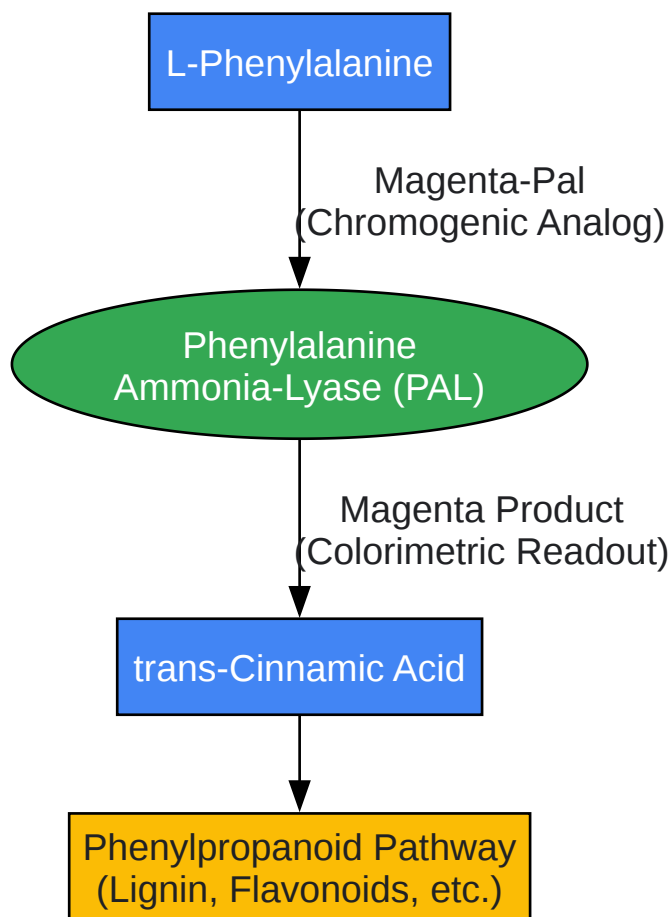 L-Phenylalanine
Magenta-Pal
(Chromogenic Analog)
Phenylalanine
Ammonia-Lyase (PAL)
Magenta Product
(Colorimetric Readout)
trans-Cinnamic Acid
Phenylpropanoid Pathway
(Lignin, Flavonoids, etc.)